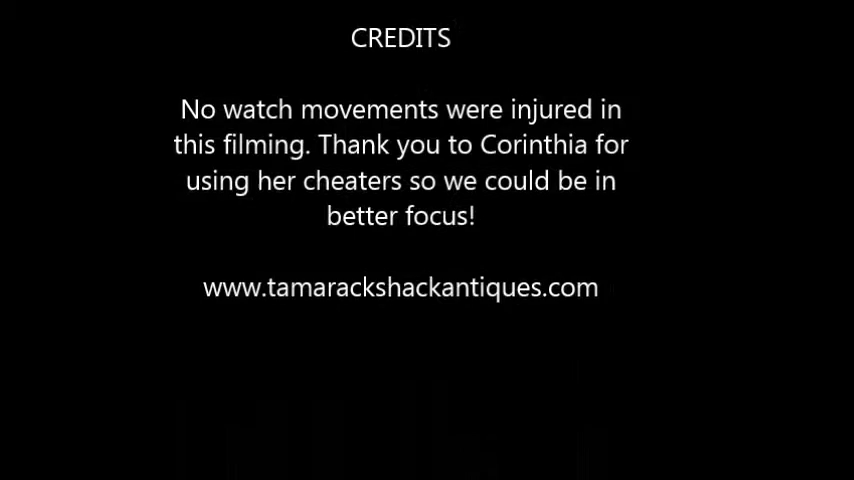 CREDITS
No watch movements were injured in
this filming. Thank you to Corinthia for
using her cheaters so we could be in
better focus!
www.tamarackshackantiques.com